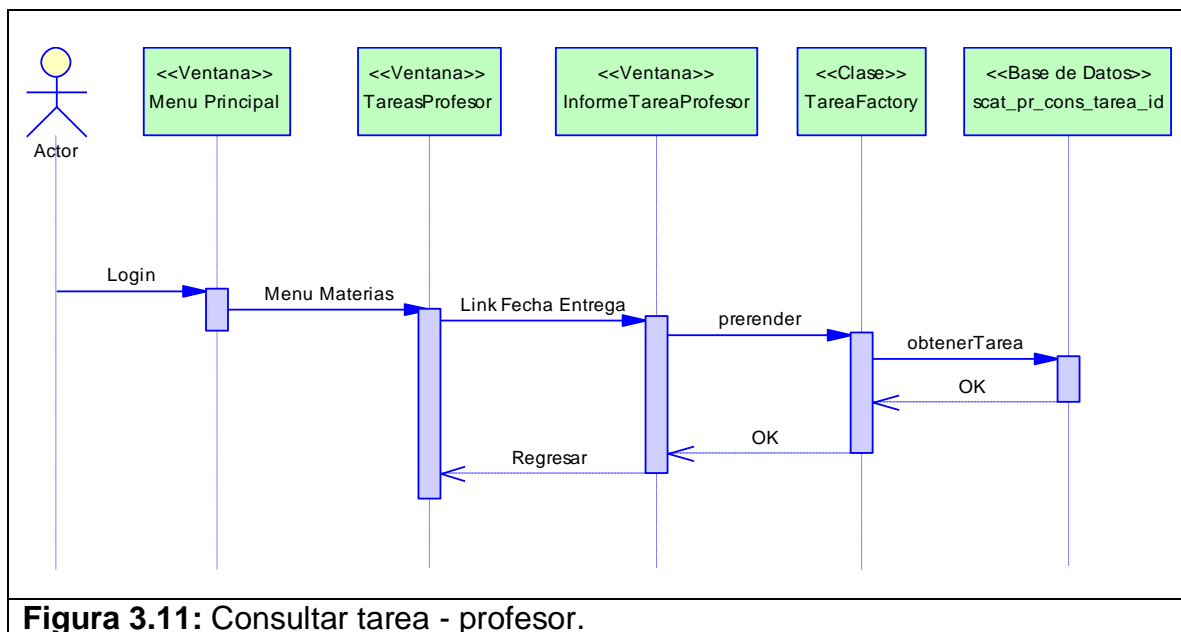 <<Ventana>>
Menu Principal
<<Ventana>>
TareasProfesor
<<Ventana>>
InformeTareaProfesor
<<Clase>>
TareaFactory
<<Base de Datos>>
scat_pr_cons_tarea_id
Actor
Login
Menu Materias
Link Fecha Entrega
prerender
obtenerTarea
OK
OK
Regresar
Figura 3.11: Consultar tarea - profesor.